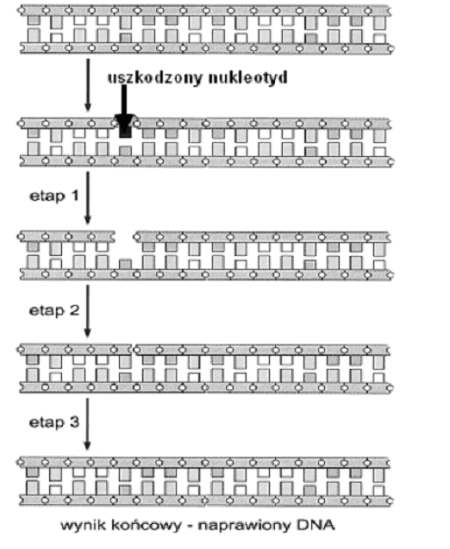 uszkodzony nukleotyd
etap 1
etap 2
etap 3
wynik końcowy - naprawiony DNA